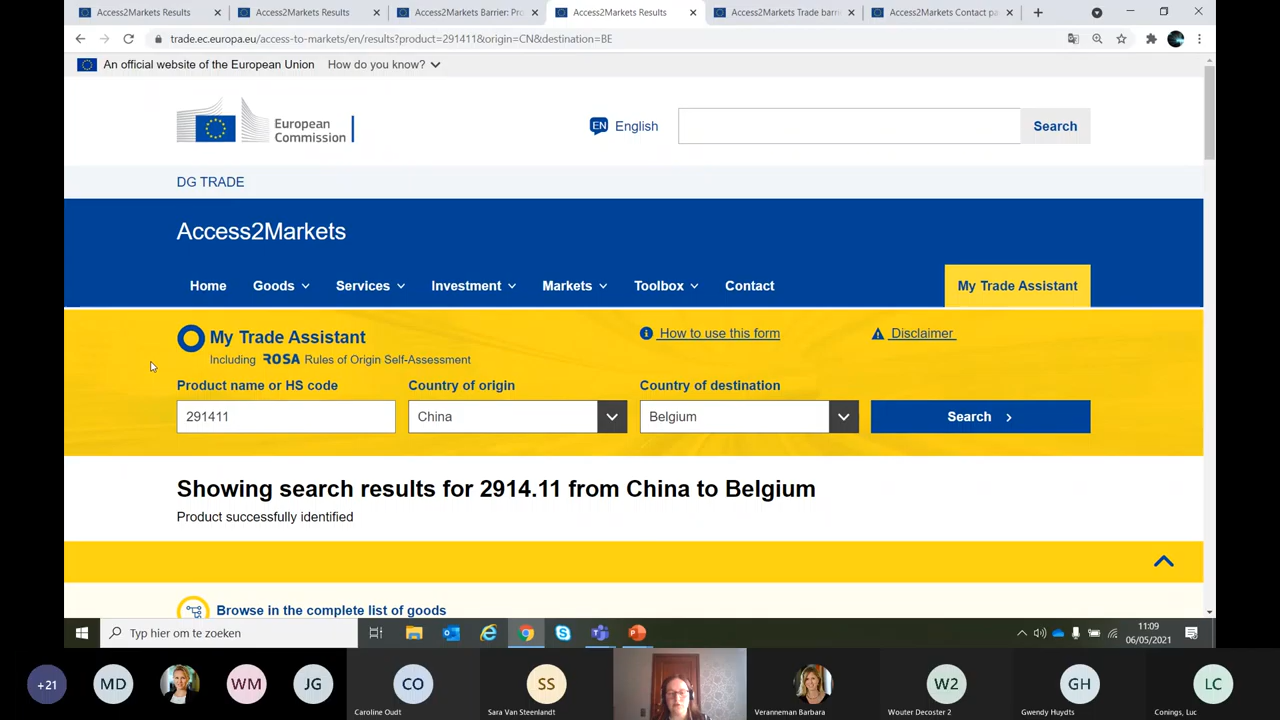 Access2Markets Results
Access2Markets Results
Access2Markets Barrier: Pro
Access2Markets Results
Access2Markets Trade barri
Access2Markets Contact pa
trade.ec.europa.eu/access-to-markets/en/results?product=291411&origin=CN&destination=BE
An official website of the European Union How do you know?
European
Commission
EN English
Search
DG TRADE
Access2Markets
Home Goods Services Investment Markets Toolbox Contact My Trade Assistant
My Trade Assistant
How to use this form
Disclaimer
Including ROSA Rules of Origin Self-Assessment
Product name or HS code Country of origin Country of destination
291411 China Belgium Search
Showing search results for 2914.11 from China to Belgium
Product successfully identified
Browse in the complete list of goods
Typ hier om te zoeken
11:09
06/05/2021
+21 MD WM JG CO SS W2 GH LC
Caroline Oudt Sara Van Steenlandt Veranneman Barbara Wouter Decoster 2 Gwendy Huydts Conings, Luc